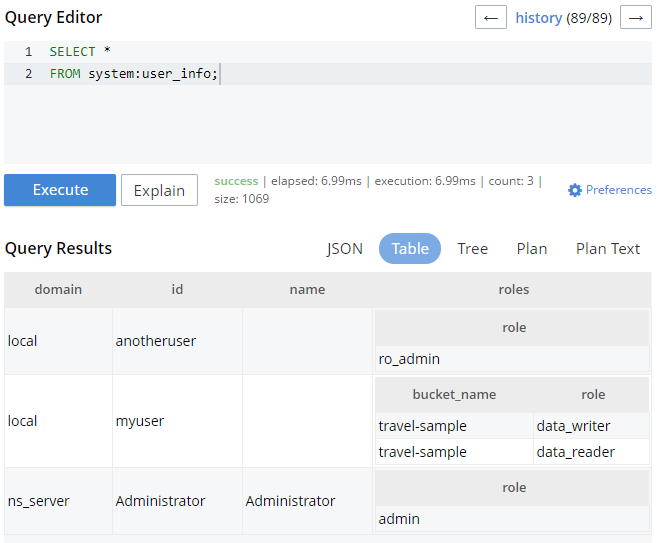 Query Editor
← history (89/89) →
1 SELECT *
2 FROM system:user_info;
Execute Explain success | elapsed: 6.99ms | execution: 6.99ms | count: 3 |
size: 1069
Preferences
Query Results JSON Table Tree Plan Plan Text
domain id name roles
role
local anotheruser
ro_admin
bucket_name role
local myuser travel-sample data_writer
travel-sample data_reader
role
ns_server Administrator Administrator
admin